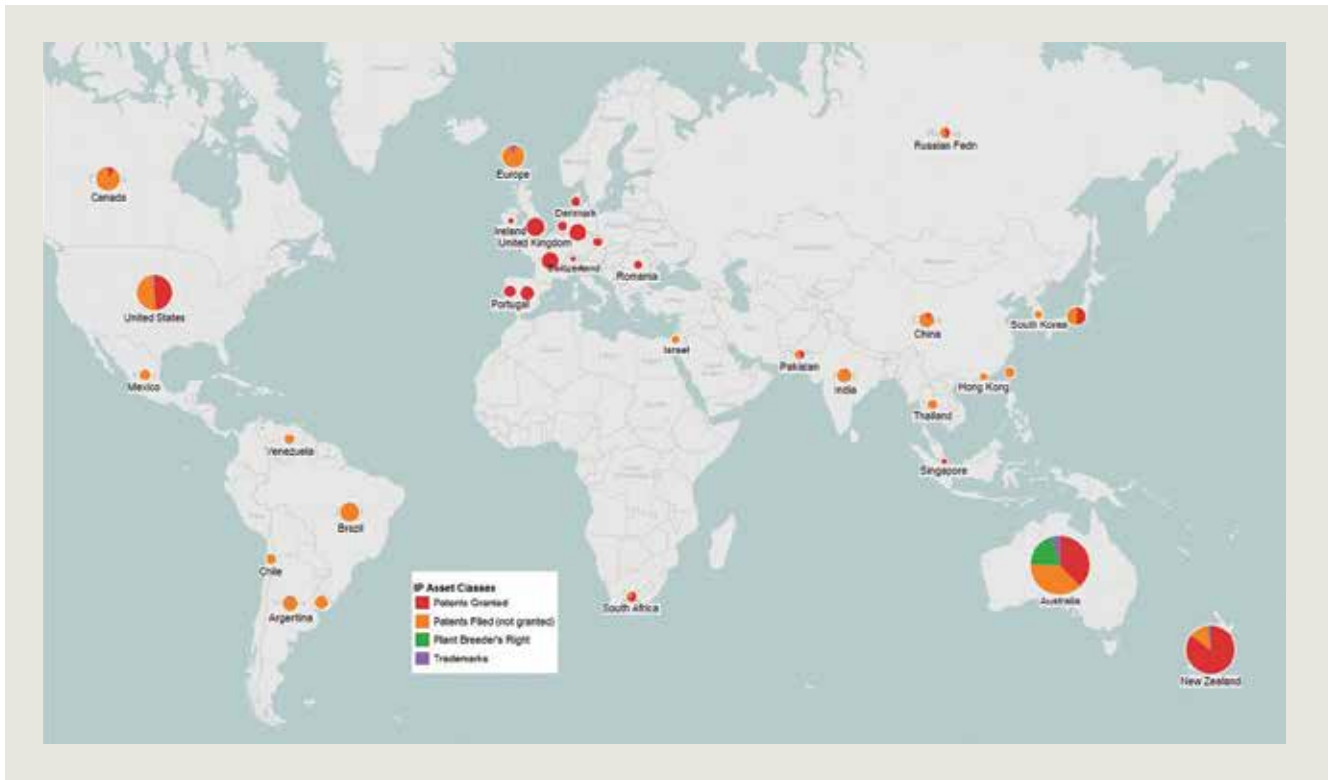 Russian Fedn
Europe
Canada
Denmark
Ireland
United Kingdom
Switzerland
Romania
Portugal
United States
China
South Korea
Israel
Pakistan
Mexico
India
Hong Kong
Thailand
Venezuela
Singapore
Brazil
Chile
IP Asset Classes
Patents Granted
Patents Filed (not granted)
Plant Breeder's Right
Trademarks
Argentina
South Africa
Australia
New Zealand